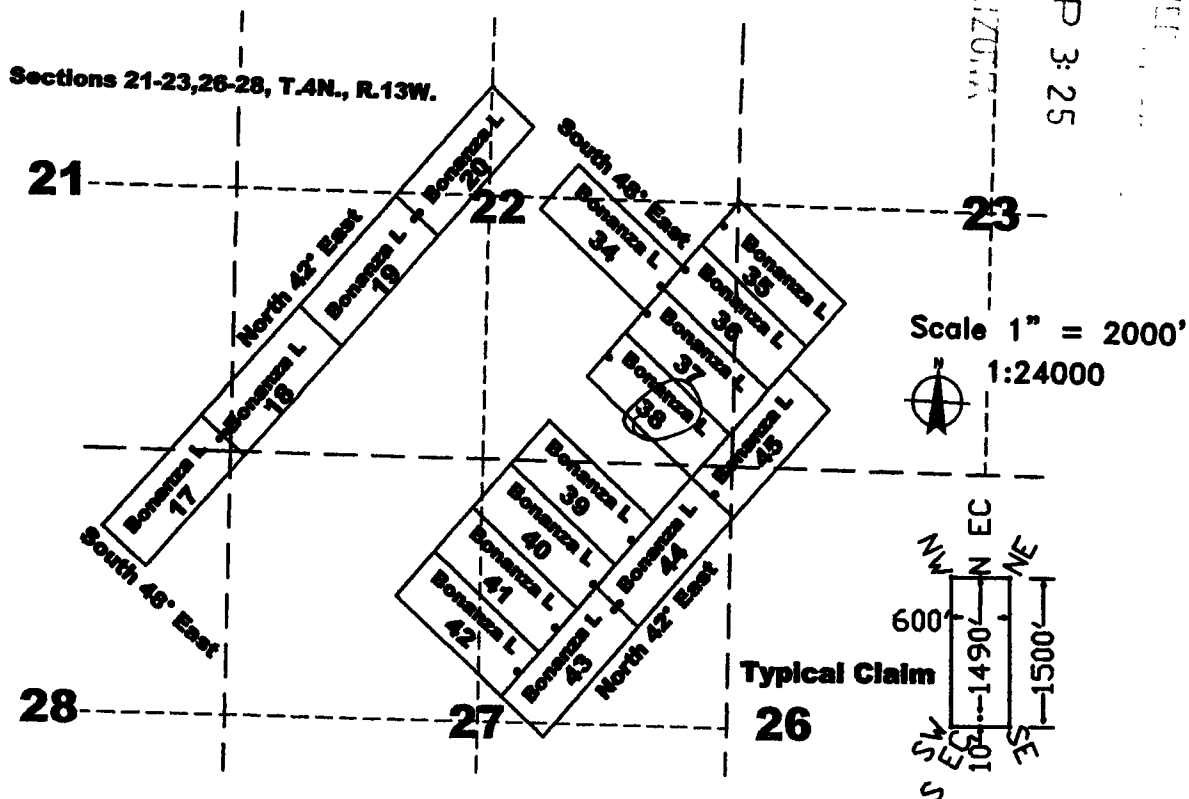 P 3:25
Sections 21-23,26-28, T.4N., R.13W.
21
22
23
North 42° East
South 48° East
Bonanza L
20
Bonanza L
19
Bonanza L
18
Bonanza L
17
South 48° East
Bonanza L
34
Bonanza L
35
Bonanza L
36
Bonanza L
37
Bonanza L
38
Bonanza L
45
Bonanza L
39
Bonanza L
40
Bonanza L
41
Bonanza L
42
Bonanza L
44
Bonanza L
43
North 42° East
Scale 1" = 2000'
1:24000
N
28
27
26
Typical Claim
NW
N EC
NE
600'
1490'
1500'
10'
SW
S EC
SE